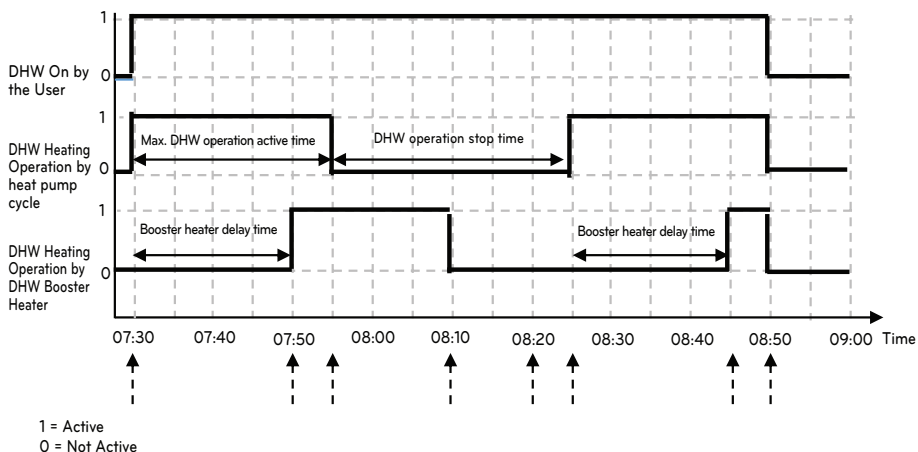 1
DHW On by
the User
0
1
Max. DHW operation active time
DHW operation stop time
DHW Heating
Operation by
heat pump
cycle
0
1
Booster heater delay time
Booster heater delay time
DHW Heating
Operation by
DHW Booster
Heater
0
07:30 07:40 07:50 08:00 08:10 08:20 08:30 08:40 08:50 09:00 Time
1 = Active
0 = Not Active